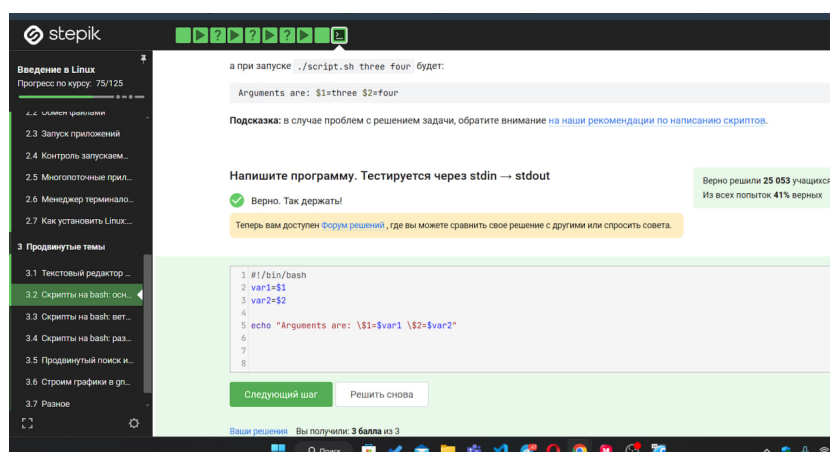 stepik
Введение в Linux
Прогресс по курсу: 75/125
2.2 Обмен файлами
2.3 Запуск приложений
2.4 Контроль запускаем...
2.5 Многопоточные прил...
2.6 Менеджер терминало...
2.7 Как установить Linux:...
3 Продвинутые темы
3.1 Текстовый редактор ...
3.2 Скрипты на bash: осн...
3.3 Скрипты на bash: вет...
3.4 Скрипты на bash: раз...
3.5 Продвинутый поиск и...
3.6 Строим графики в gn...
3.7 Разное
а при запуске ./script.sh three four будет:
Arguments are: $1=three $2=four
Подсказка: в случае проблем с решением задачи, обратите внимание на наши рекомендации по написанию скриптов.
Напишите программу. Тестируется через stdin → stdout
Верно решили 25 053 учащихся
Из всех попыток 41% верных
Верно. Так держать!
Теперь вам доступен Форум решений , где вы можете сравнить свое решение с другими или спросить совета.
1 #!/bin/bash
2 var1=$1
3 var2=$2
4
5 echo "Arguments are: \$1=$var1 \$2=$var2"
6
7
8
Следующий шаг
Решить снова
Ваши решения Вы получили: 3 балла из 3
Поиск